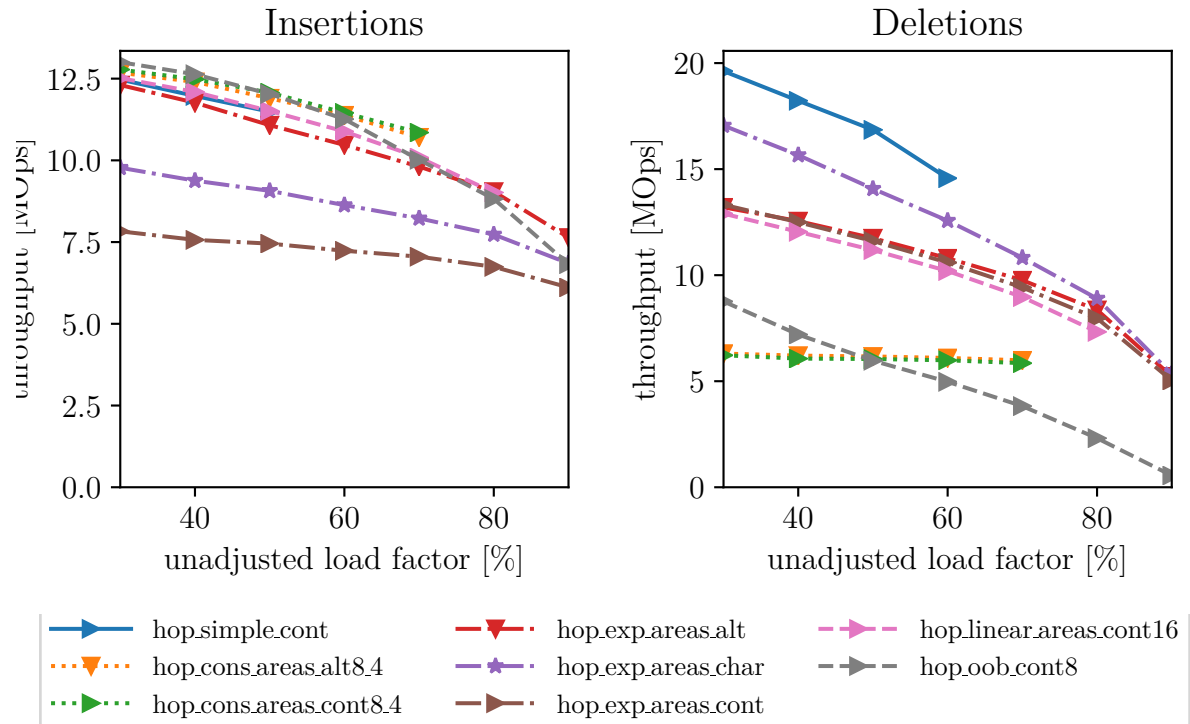 Insertions
Deletions
12.5
10.0
7.5
5.0
2.5
0.0
throughput [MOps]
40
60
80
unadjusted load factor [%]
20
15
10
5
0
throughput [MOps]
40
60
80
unadjusted load factor [%]
hop_simple_cont
hop_exp_areas_alt
hop_linear_areas_cont16
hop_cons_areas_alt8_4
hop_exp_areas_char
hop_oob_cont8
hop_cons_areas_cont8_4
hop_exp_areas_cont